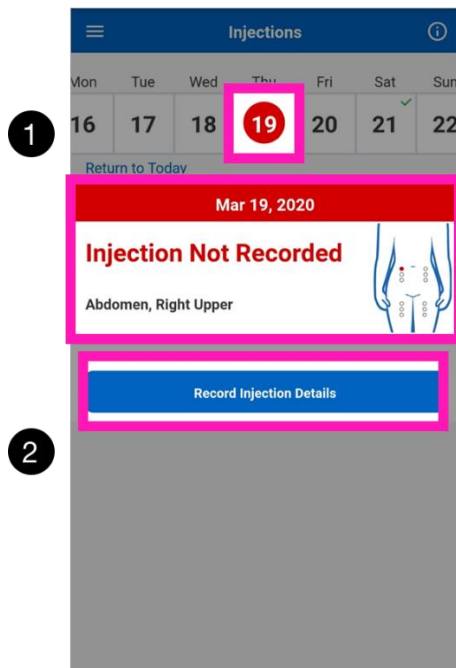 Injections
Mon Tue Wed Thu Fri Sat Sun
1
16 17 18 19 20 21 22
Return to Today
Mar 19, 2020
Injection Not Recorded
Abdomen, Right Upper
Record Injection Details
2